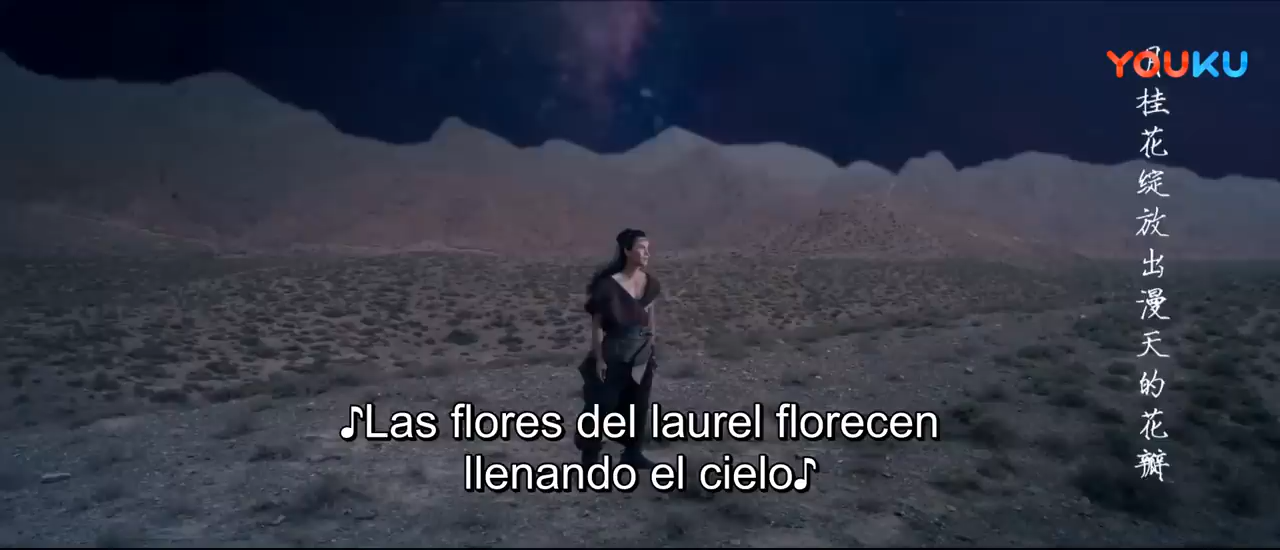 YOUKU
月桂花绽放出漫天的花瓣
♪Las flores del laurel florecen
llenando el cielo♪